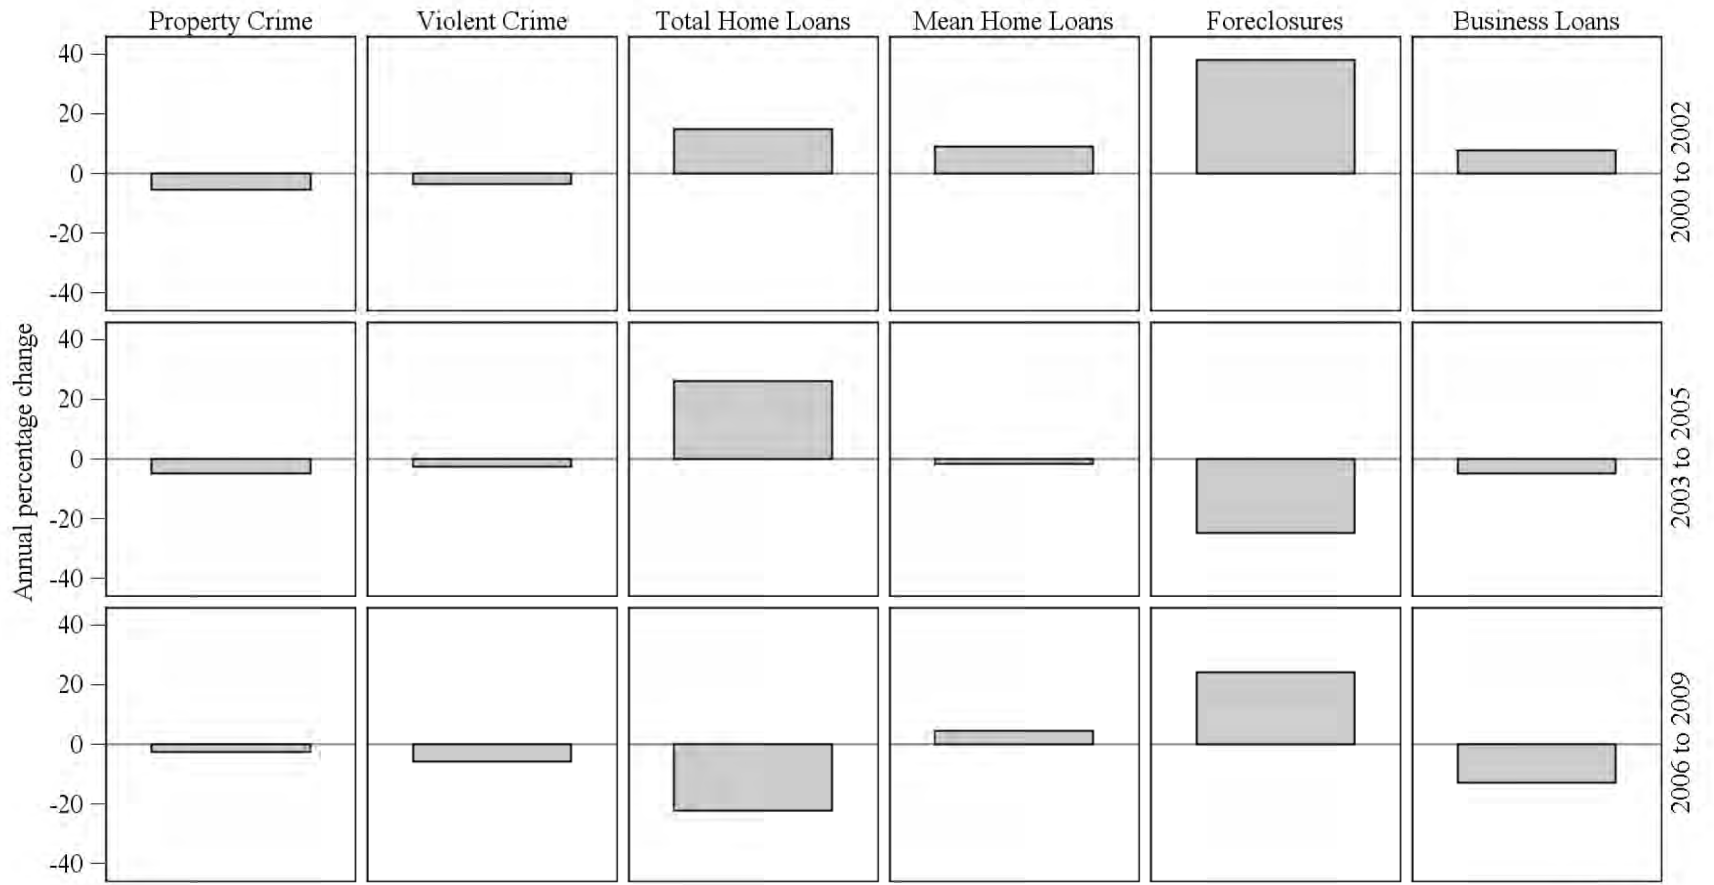 Property Crime
Violent Crime
Total Home Loans
Mean Home Loans
Foreclosures
Business Loans
Annual percentage change
40
20
0
-20
-40
2000 to 2002
40
20
0
-20
-40
2003 to 2005
40
20
0
-20
-40
2006 to 2009